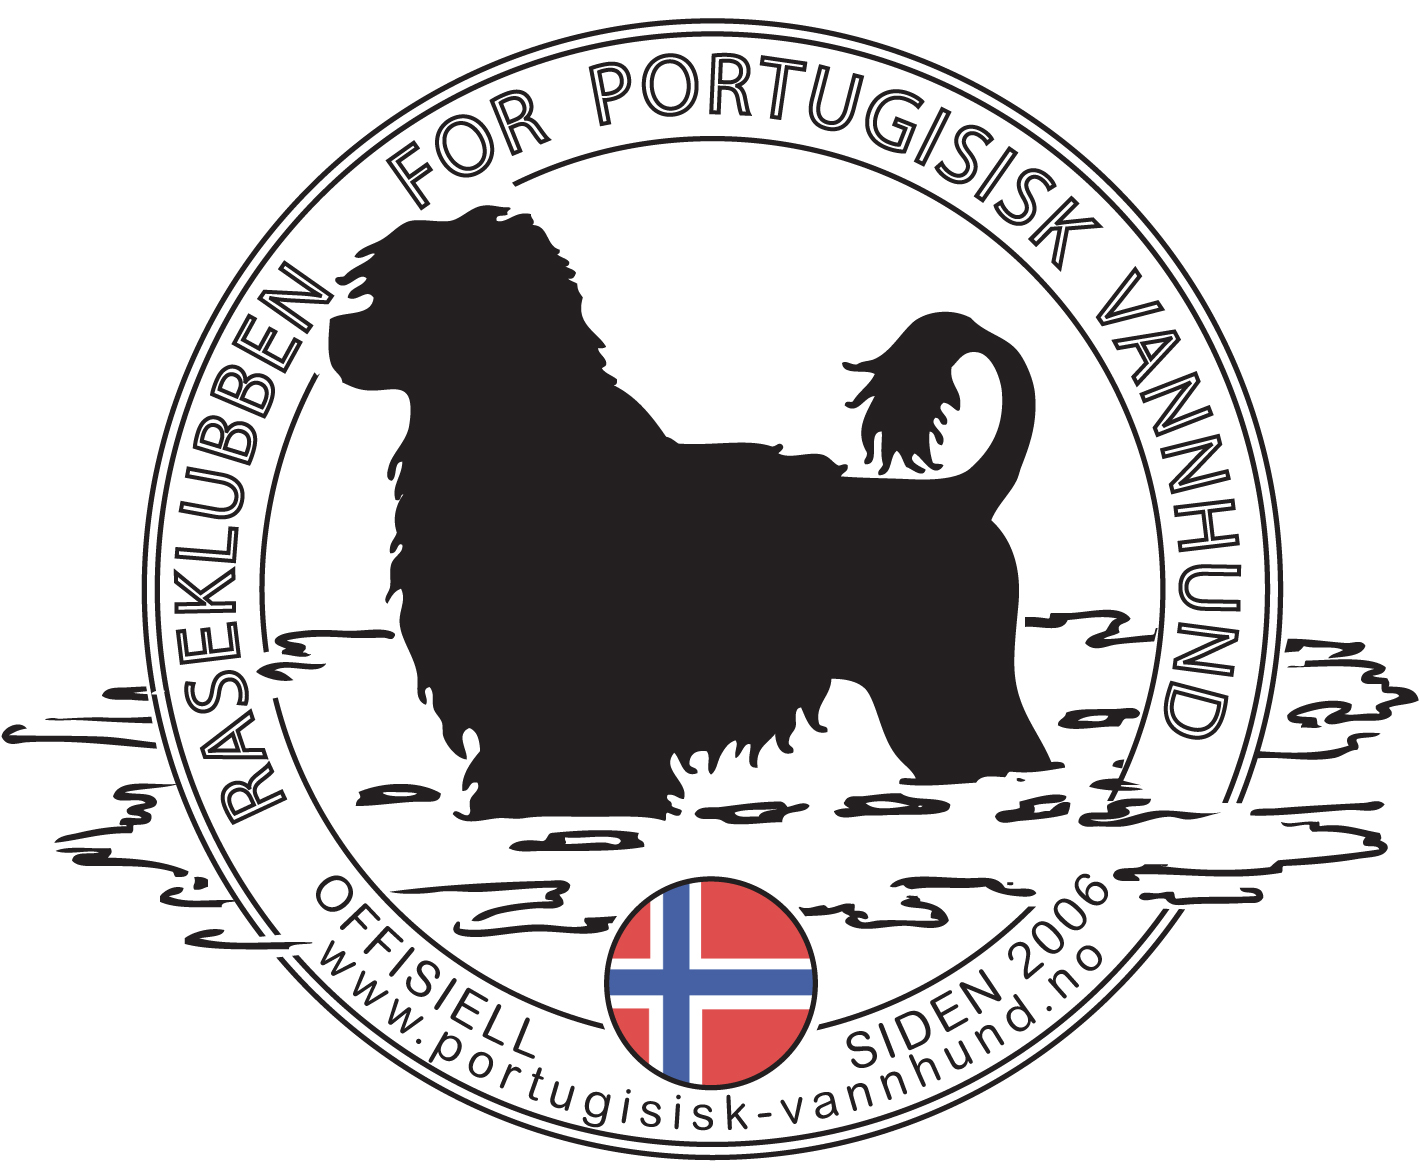 RASEKLUBBEN FOR PORTUGISISK VANNHUND
OFFISIELL SIDEN 2006
www.portugisisk-vannhund.no